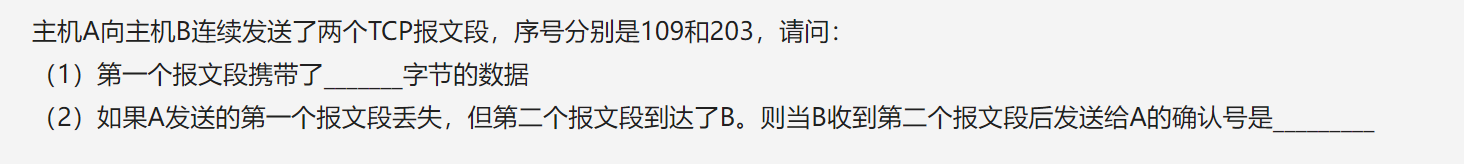 主机A向主机B连续发送了两个TCP报文段，序号分别是109和203，请问：
（1）第一个报文段携带了_______字节的数据
（2）如果A发送的第一个报文段丢失，但第二个报文段到达了B。则当B收到第二个报文段后发送给A的确认号是_________